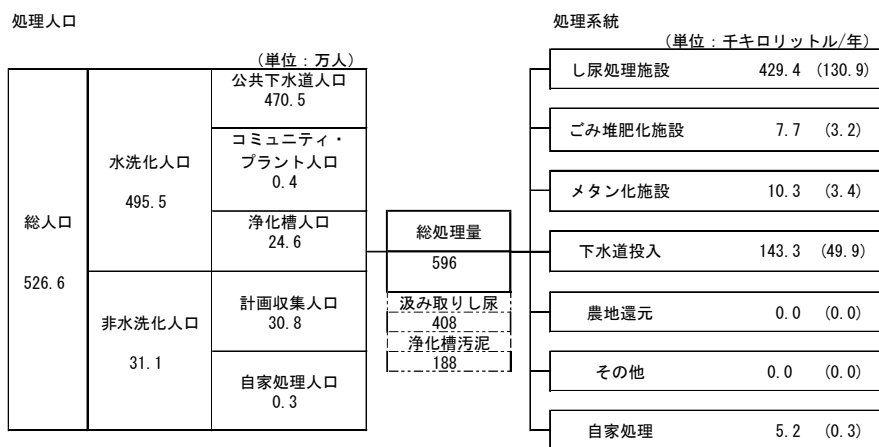 処理人口
(単位：万人)
総人口
526.6
水洗化人口
495.5
非水洗化人口
31.1
公共下水道人口
470.5
コミュニティ・
プラント人口
0.4
浄化槽人口
24.6
計画収集人口
30.8
自家処理人口
0.3
総処理量
596
汲み取りし尿
408
浄化槽汚泥
188
処理系統
(単位：千キロリットル/年)
し尿処理施設 429.4 (130.9)
ごみ堆肥化施設 7.7 (3.2)
メタン化施設 10.3 (3.4)
下水道投入 143.3 (49.9)
農地還元 0.0 (0.0)
その他 0.0 (0.0)
自家処理 5.2 (0.3)